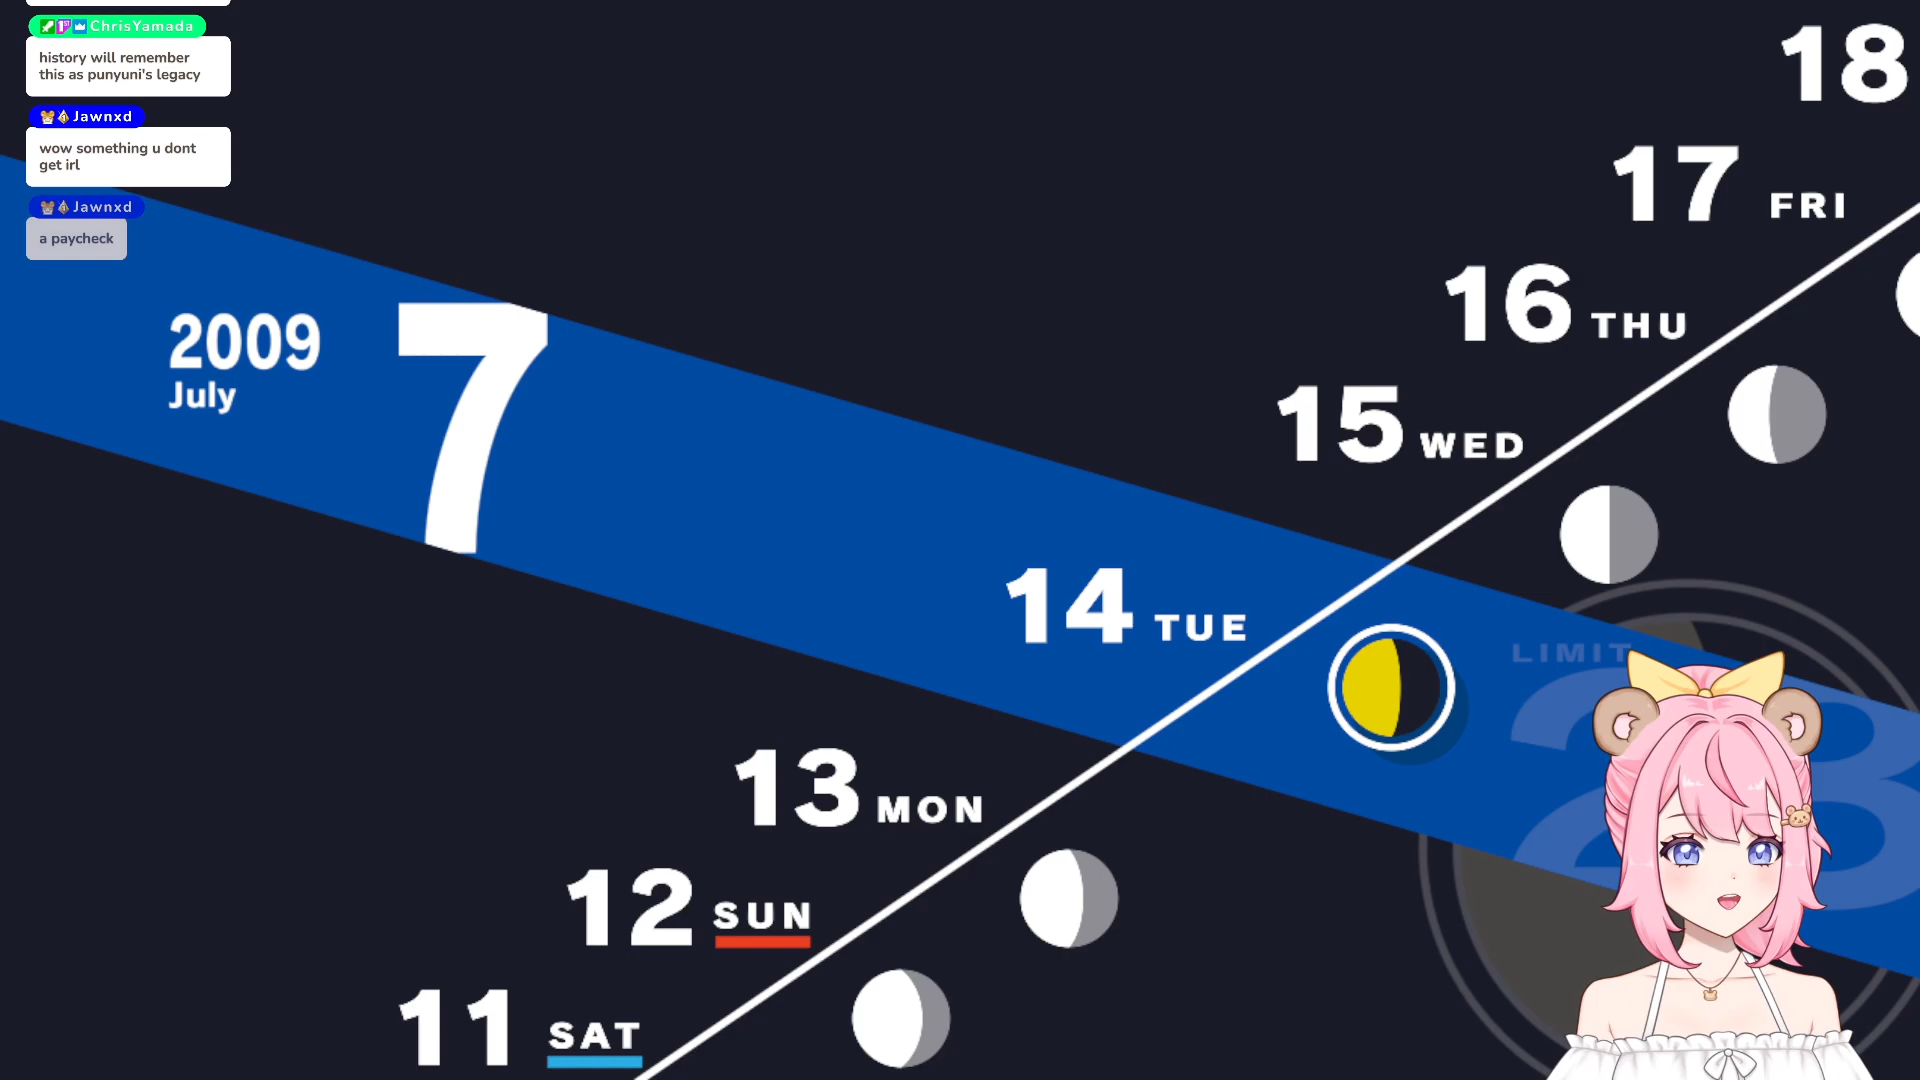 ChrisYamada
history will remember
this as punyuni's legacy
Jawnxd
wow something u dont
get irl
Jawnxd
a paycheck
2009
July
7
18
17 FRI
16 THU
15 WED
14 TUE
13 MON
12 SUN
11 SAT
LIMIT